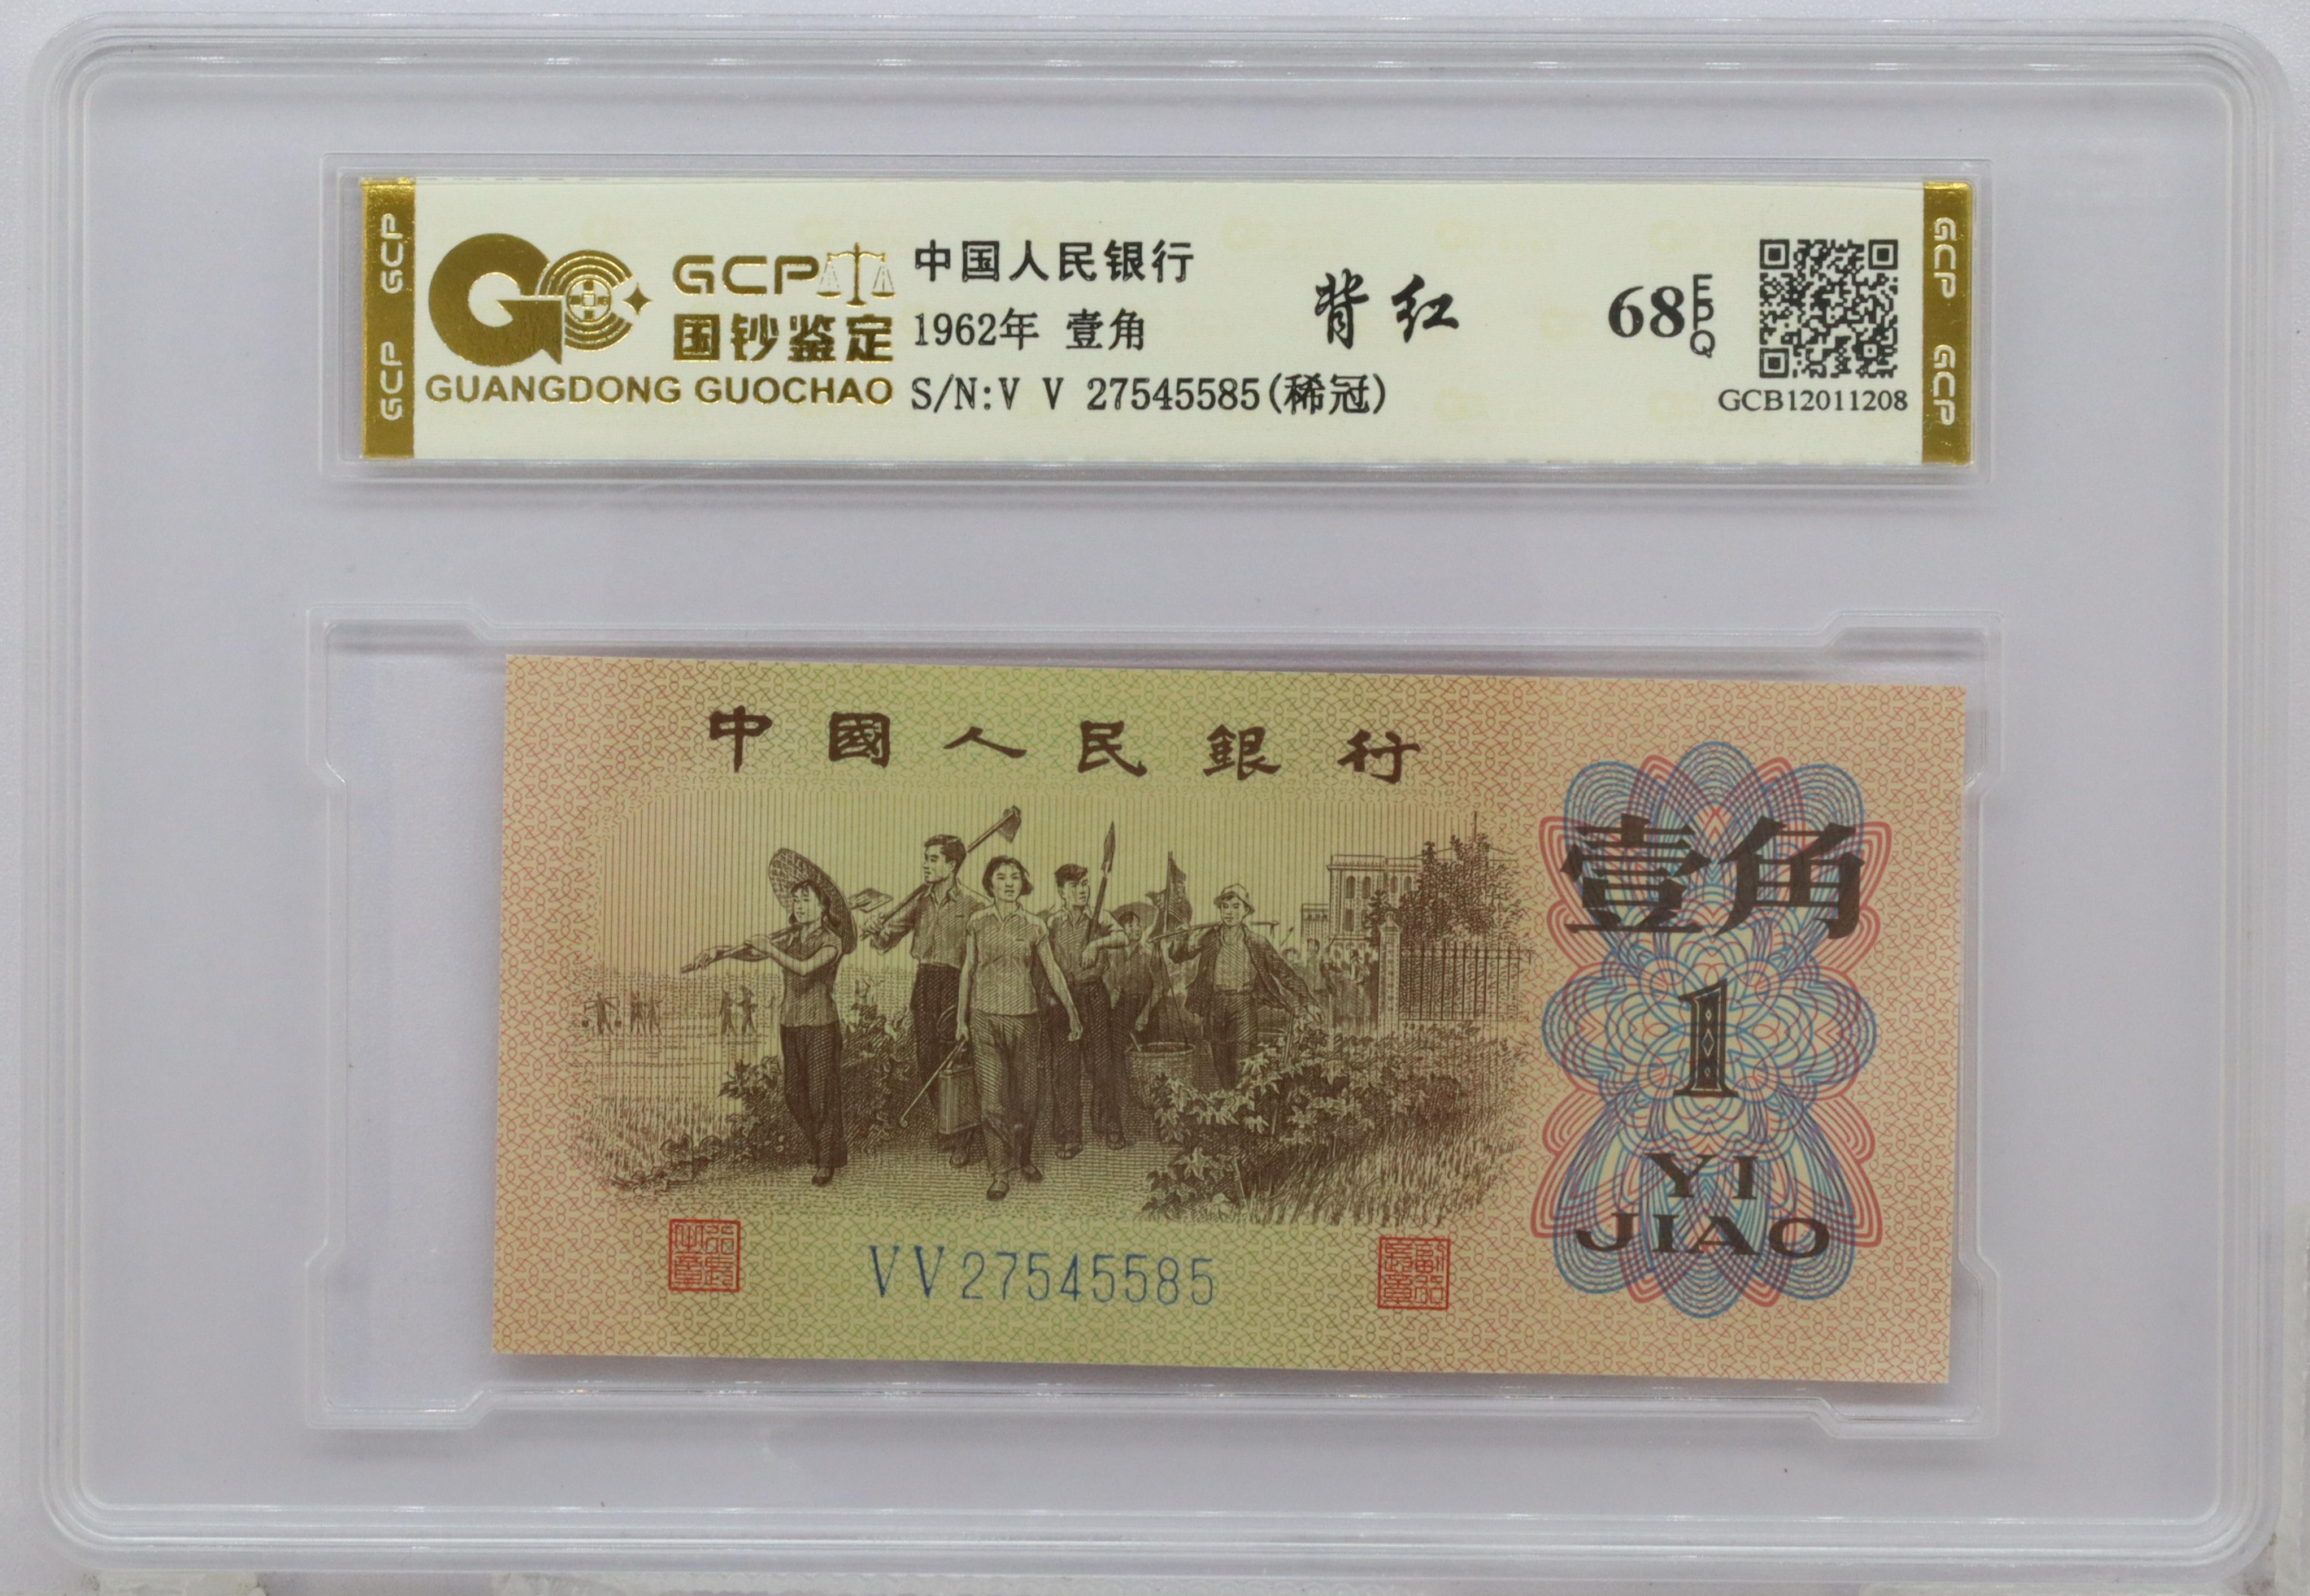 GCP GCP
GCP
国钞鉴定
GUANGDONG GUOCHAO
中国人民银行
1962年 壹角
S/N:V V 27545585(稀冠)
背红
68 EPQ
GCB12011208
GCP GCP
中國人民銀行
壹角
1
YI
JIAO
VV27545585